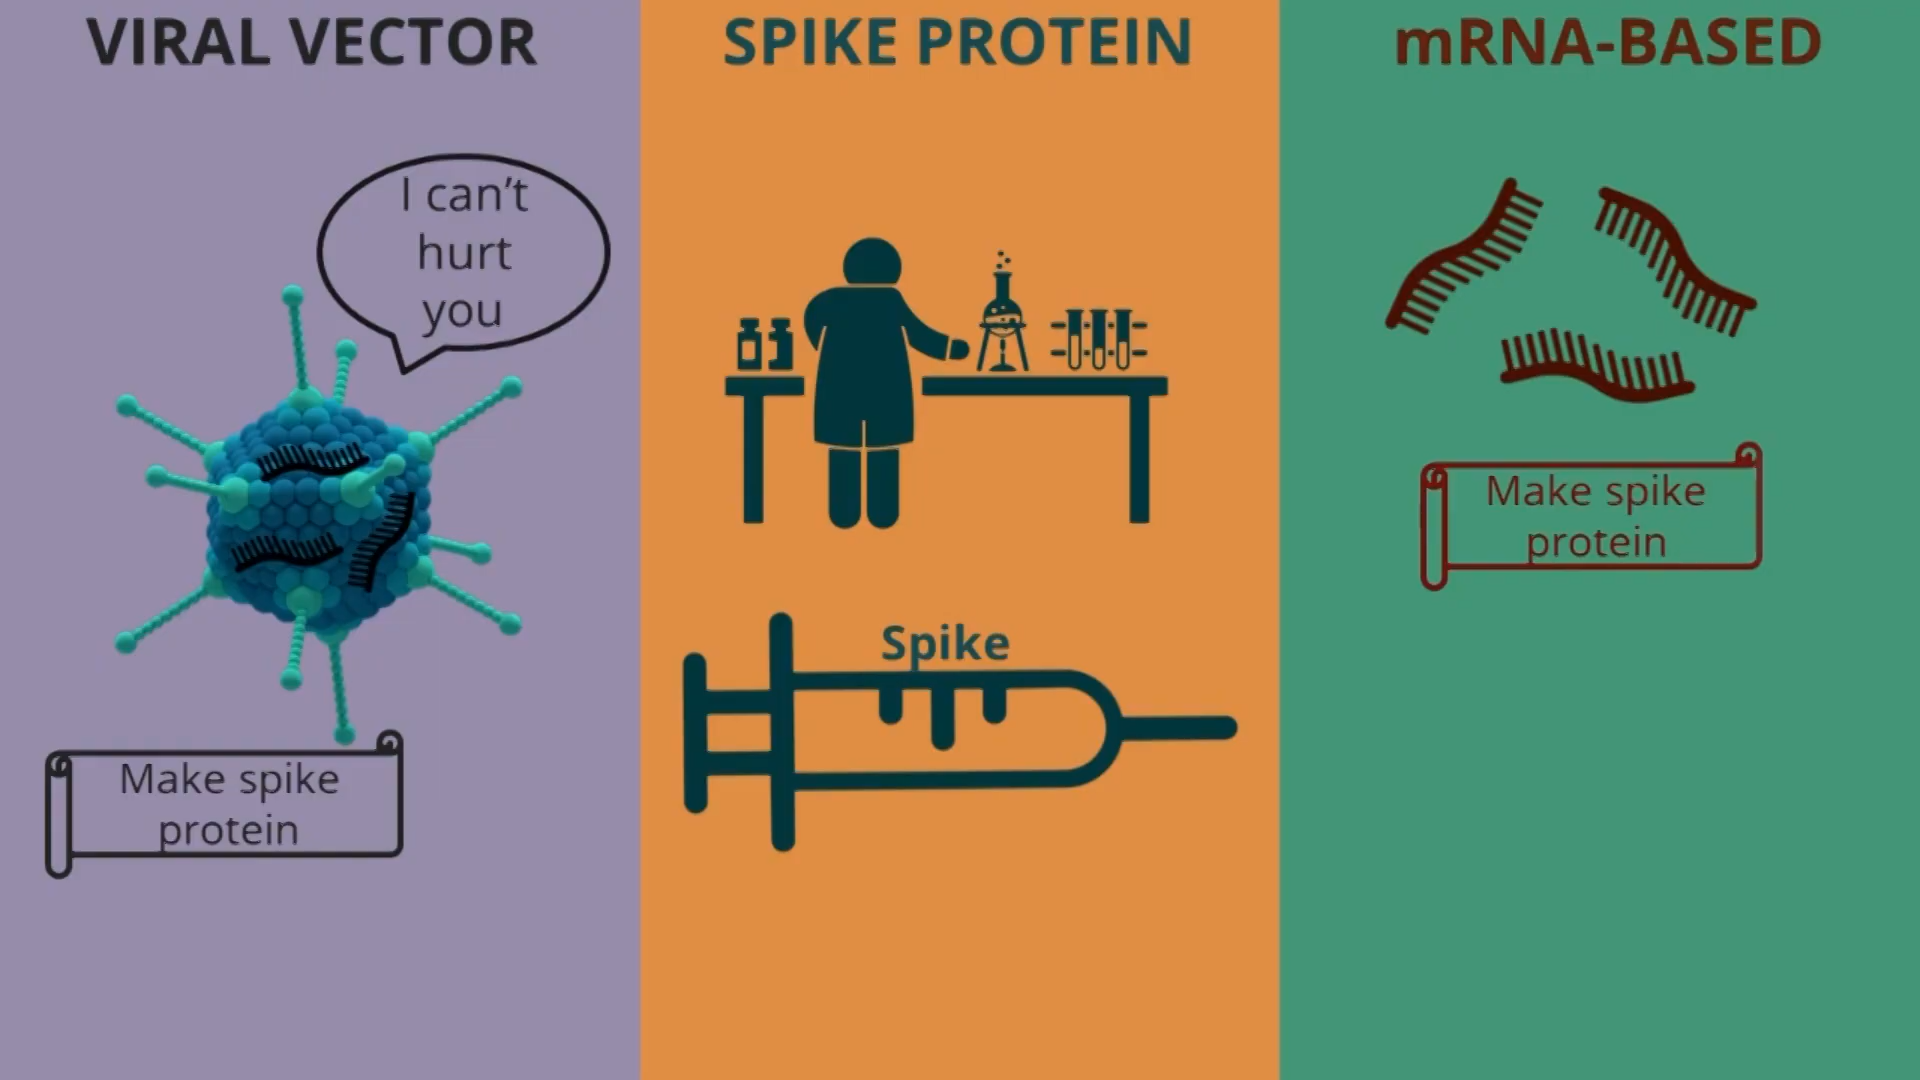 VIRAL VECTOR
I can't
hurt
you
Make spike
protein
SPIKE PROTEIN
Spike
mRNA-BASED
Make spike
protein